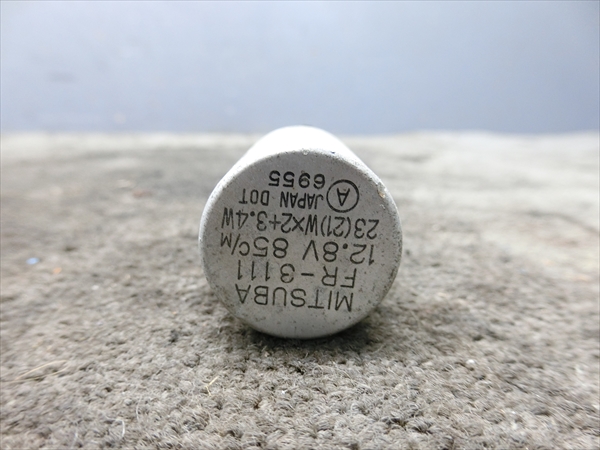 MITSUBA
FR-3111
12.8V 85C/M
23(21)W×2+3.4W
JAPAN DOT
Ⓐ 6955